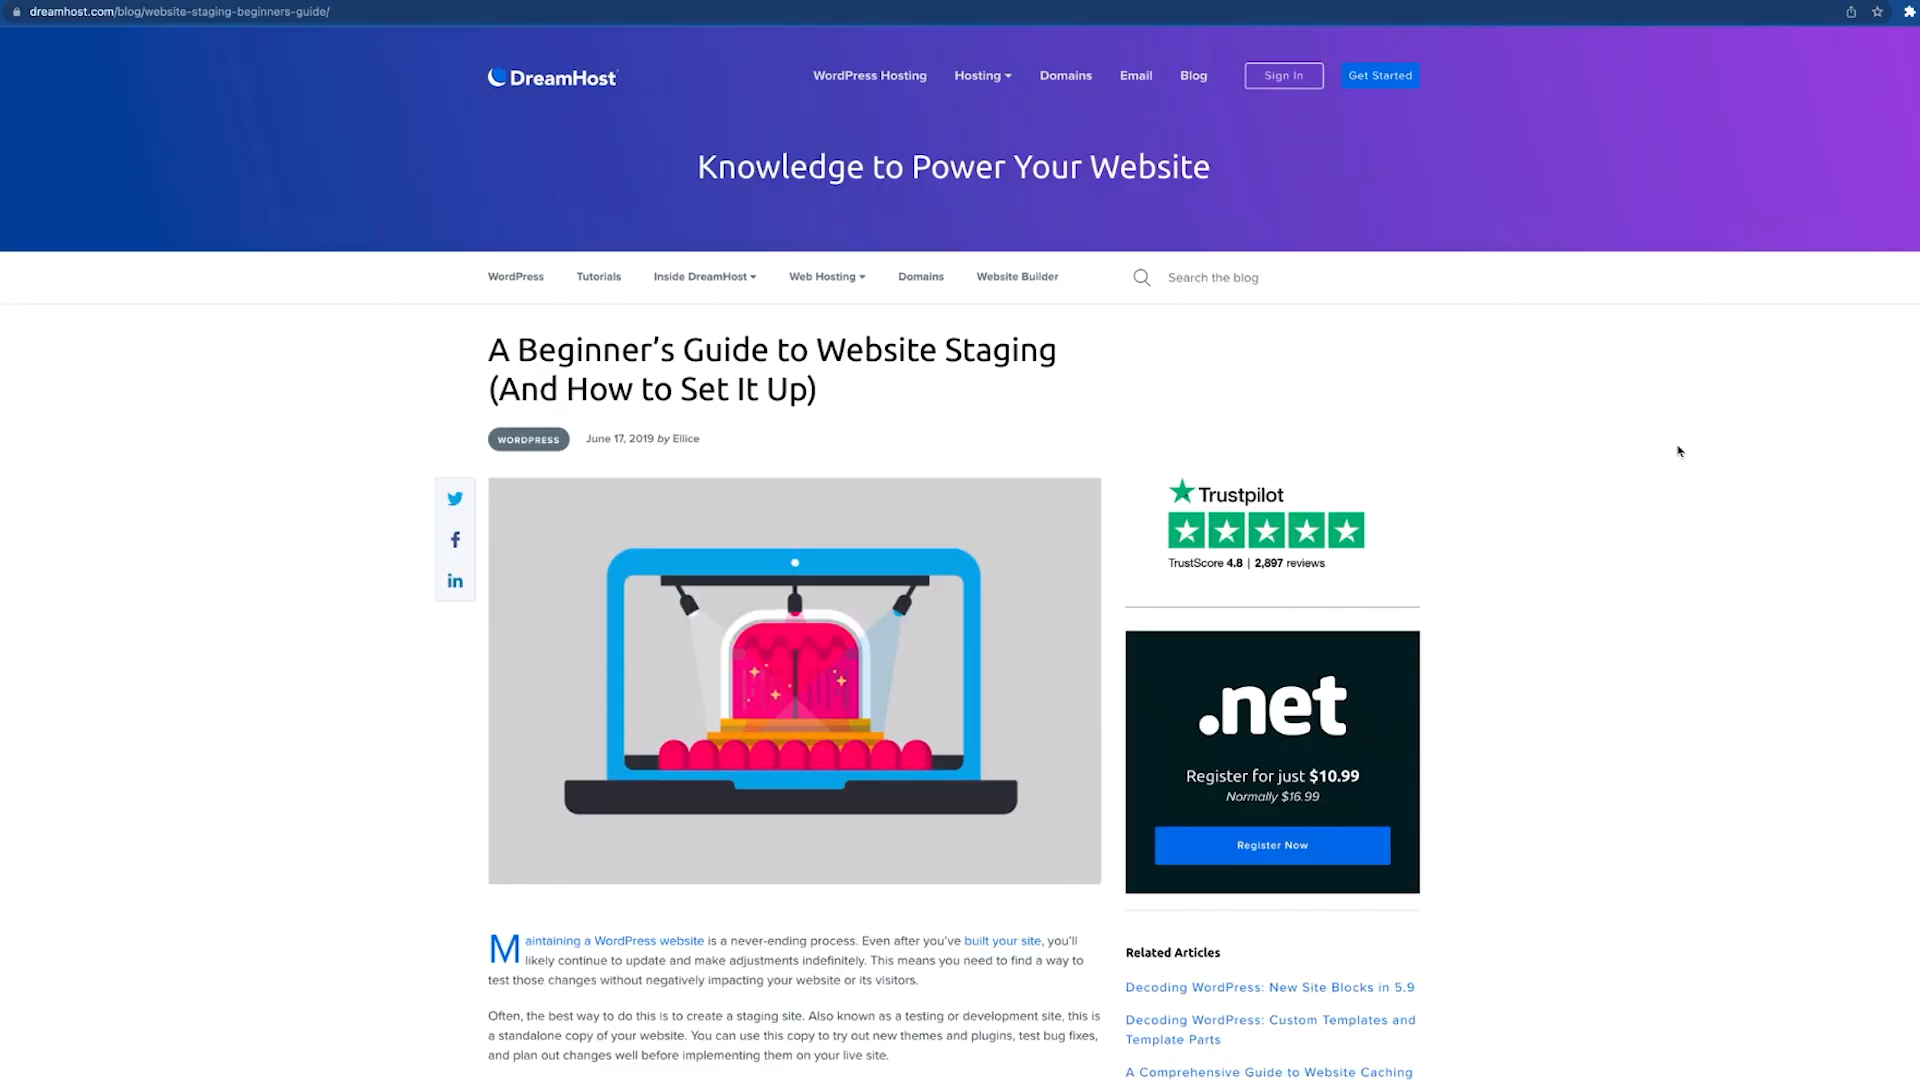 dreamhost.com/blog/website-staging-beginners-guide/
DreamHost
WordPress Hosting
Hosting
Domains
Email
Blog
Sign In
Get Started
Knowledge to Power Your Website
WordPress
Tutorials
Inside DreamHost
Web Hosting
Domains
Website Builder
Search the blog
A Beginner’s Guide to Website Staging
(And How to Set It Up)
WORDPRESS
June 17, 2019 by Ellice
Trustpilot
TrustScore 4.8 | 2,897 reviews
.net
Register for just $10.99
Normally $16.99
Register Now
Maintaining a WordPress website is a never-ending process. Even after you’ve built your site, you’ll
likely continue to update and make adjustments indefinitely. This means you need to find a way to
test those changes without negatively impacting your website or its visitors.
Often, the best way to do this is to create a staging site. Also known as a testing or development site, this is
a standalone copy of your website. You can use this copy to try out new themes and plugins, test bug fixes,
and plan out changes well before implementing them on your live site.
Related Articles
Decoding WordPress: New Site Blocks in 5.9
Decoding WordPress: Custom Templates and
Template Parts
A Comprehensive Guide to Website Caching